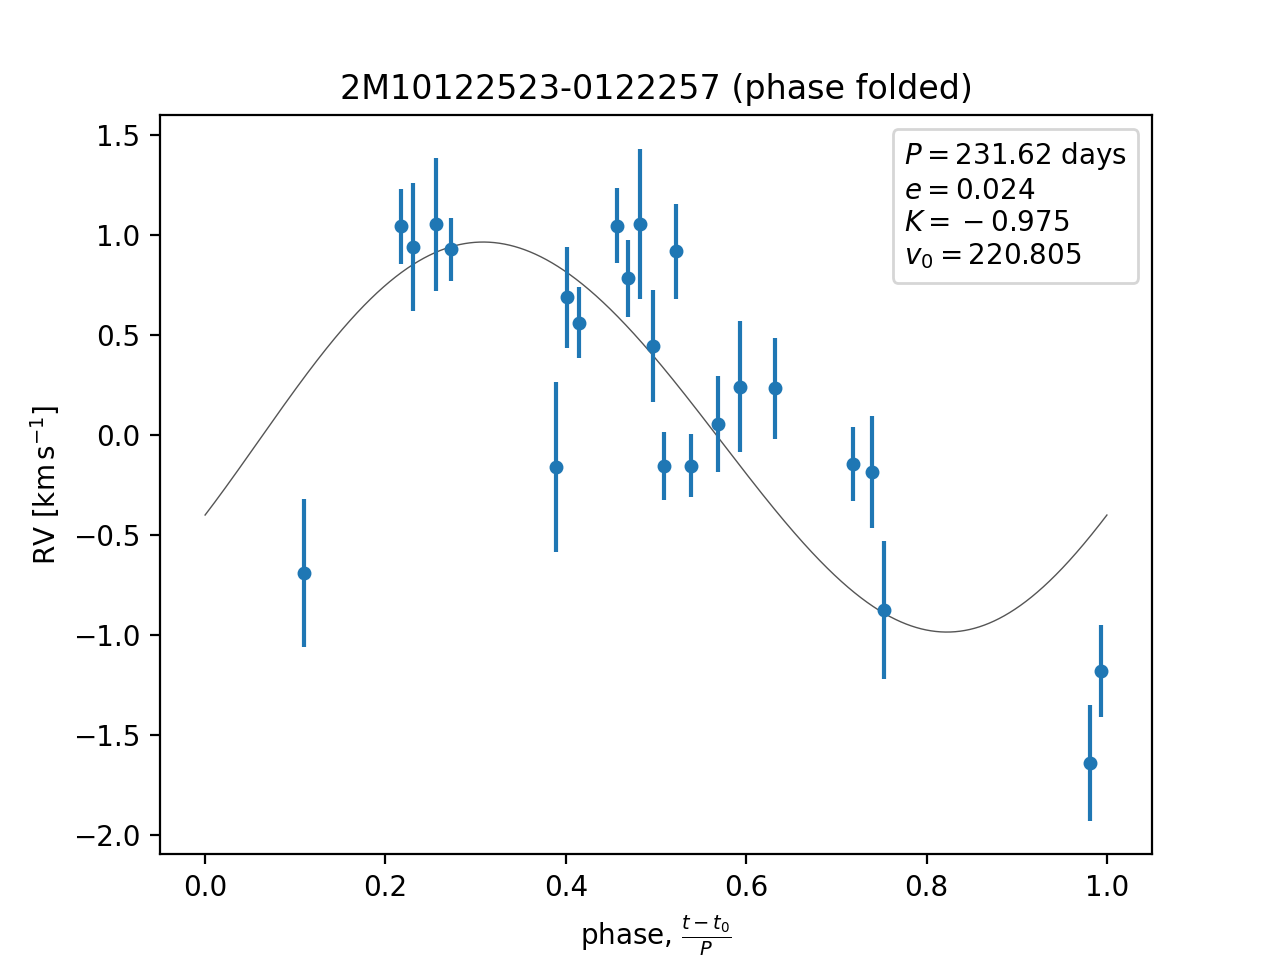 2M10122523-0122257 (phase folded)
P = 231.62 days
e = 0.024
K = −0.975
v₀ = 220.805
1.5
1.0
0.5
0.0
−0.5
−1.0
−1.5
−2.0
RV [km s⁻¹]
0.0 0.2 0.4 0.6 0.8 1.0
phase, (t − t₀)/P